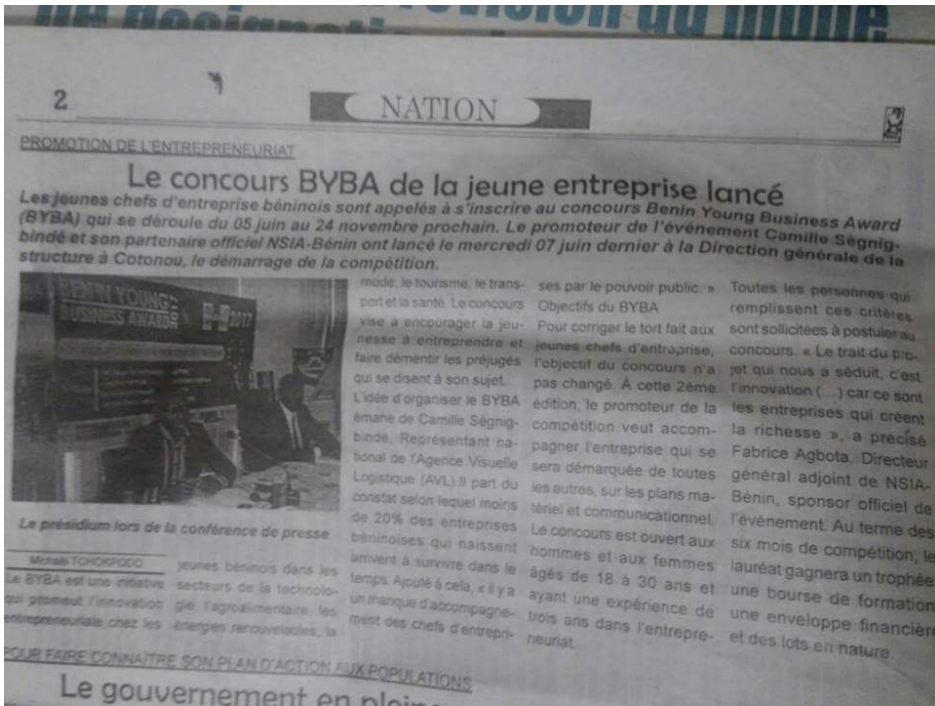 révision du mode
de désignation
2
NATION
PROMOTION DE L'ENTREPRENEURIAT
Le concours BYBA de la jeune entreprise lancé
Les jeunes chefs d'entreprise béninois sont appelés à s'inscrire au concours Benin Young Business Award
(BYBA) qui se déroule du 05 juin au 24 novembre prochain. Le promoteur de l'événement Camille Sègnig-
bindé et son partenaire officiel NSIA-Bénin ont lancé le mercredi 07 juin dernier à la Direction générale de la
structure à Cotonou, le démarrage de la compétition.
BENIN YOUNG
BUSINESS AWARD
2017
Le présidium lors de la conférence de presse
Le BYBA est une initiative
qui promeut l'innovation
entrepreneuriale chez les
jeunes béninois dans les
secteurs de la technolo-
gie, l'agroalimentaire, les
énergies renouvelables, la
mode, le tourisme, le trans-
port et la santé. Le concours
vise à encourager la jeu-
nesse à entreprendre et
faire démentir les préjugés
qui se disent à son sujet.
L'idée d'organiser le BYBA
émane de Camille Sègnig-
bindé, Représentant na-
tional de l'Agence Visuelle
Logistique (AVL).Il part du
constat selon lequel moins
de 20% des entreprises
béninoises qui naissent
arrivent à survivre dans le
temps. Ajouté à cela, « il y a
un manque d'accompagne-
ment des chefs d'entrepri-
ses par le pouvoir public. »
Objectifs du BYBA
Pour corriger le tort fait aux
jeunes chefs d'entreprise,
l'objectif du concours n'a
pas changé. À cette 2ème
édition, le promoteur de la
compétition veut accom-
pagner l'entreprise qui se
sera démarquée de toutes
les autres, sur les plans ma-
tériel et communicationnel.
Le concours est ouvert aux
hommes et aux femmes
âgés de 18 à 30 ans et
ayant une expérience de
trois ans dans l'entrepre-
neuriat.
Toutes les personnes qui
remplissent ces critères
sont sollicitées à postuler au
concours. « Le trait du pro-
jet qui nous a séduit, c'est
l'innovation (...) car ce sont
les entreprises qui créent
la richesse », a précisé
Fabrice Agbota, Directeur
général adjoint de NSIA-
Bénin, sponsor officiel de
l'événement. Au terme des
six mois de compétition, le
lauréat gagnera un trophée,
une bourse de formation,
une enveloppe financièr
et des lots en nature.
POUR FAIRE CONNAÎTRE SON PLAN D'ACTION AUX POPULATIONS
Le gouvernement en